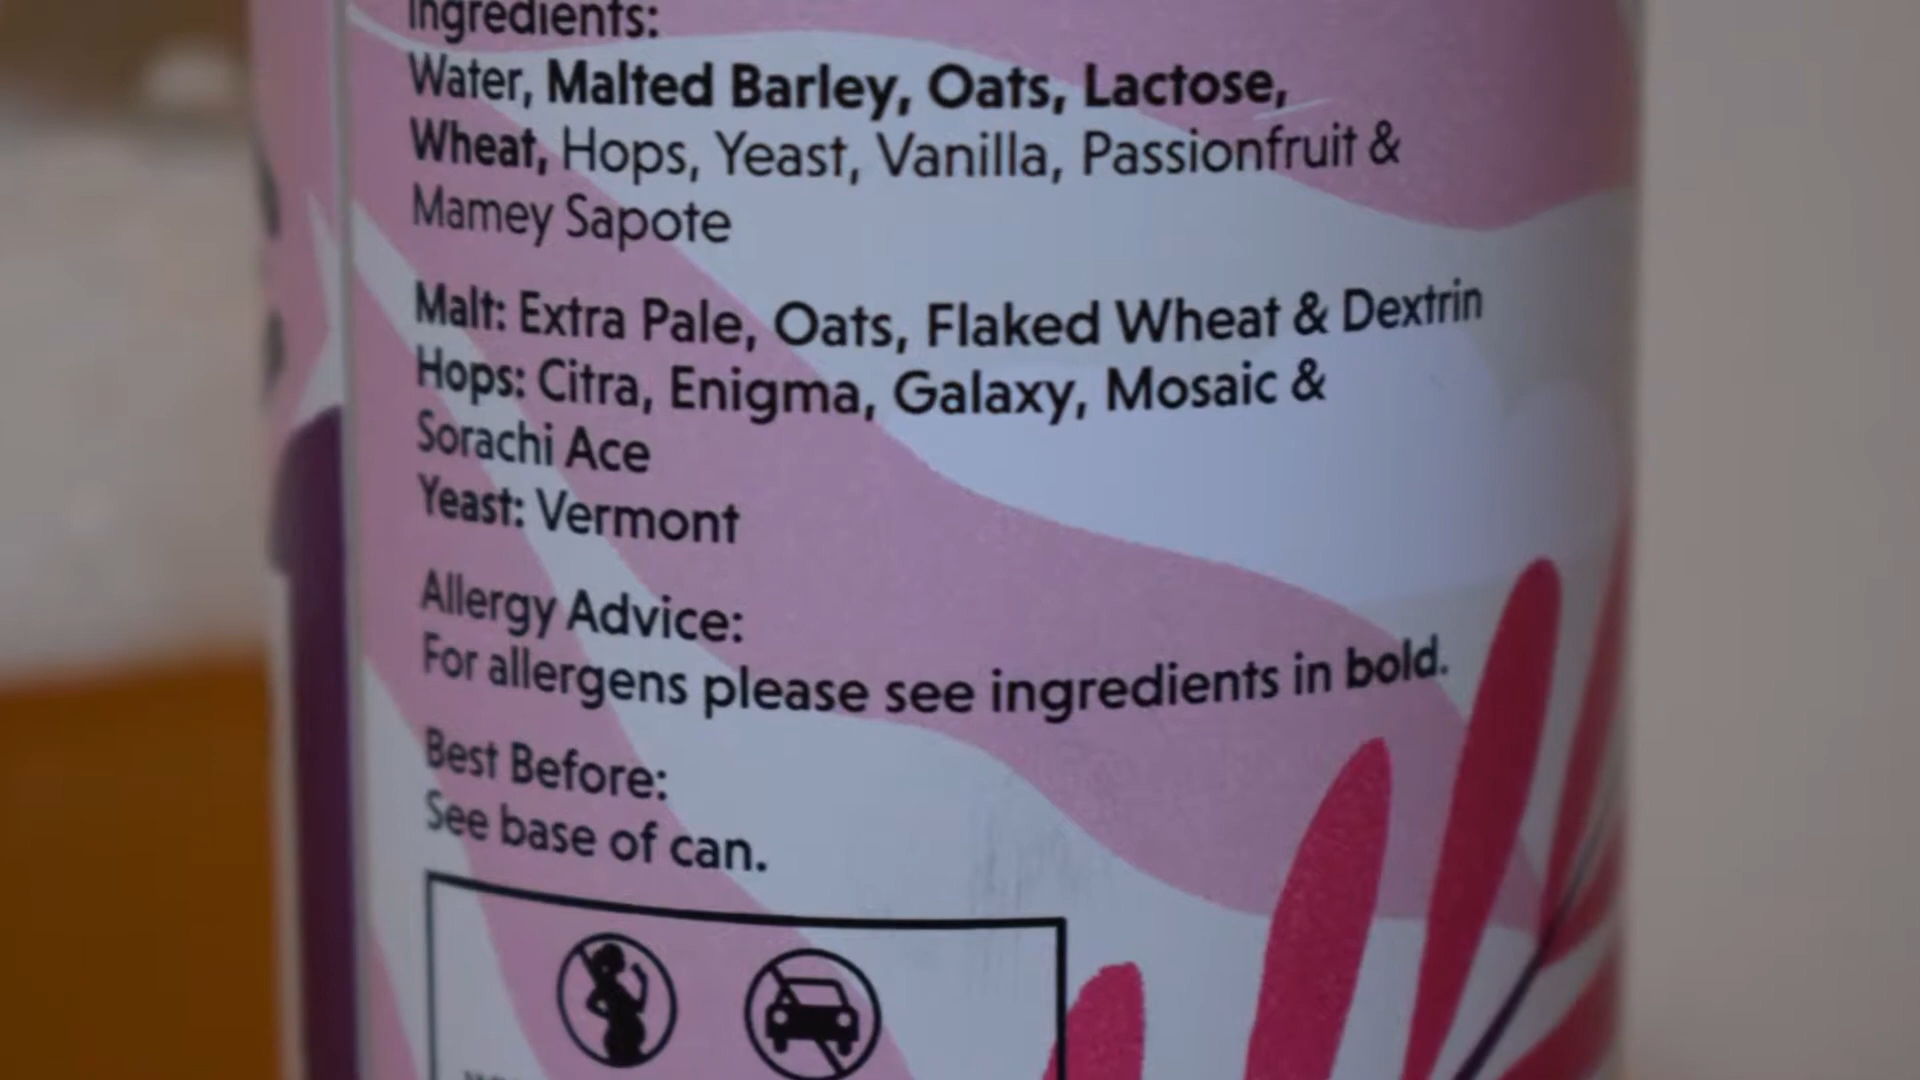 Ingredients:
Water, Malted Barley, Oats, Lactose,
Wheat, Hops, Yeast, Vanilla, Passionfruit &
Mamey Sapote
Malt: Extra Pale, Oats, Flaked Wheat & Dextrin
Hops: Citra, Enigma, Galaxy, Mosaic &
Sorachi Ace
Yeast: Vermont
Allergy Advice:
For allergens please see ingredients in bold.
Best Before:
See base of can.